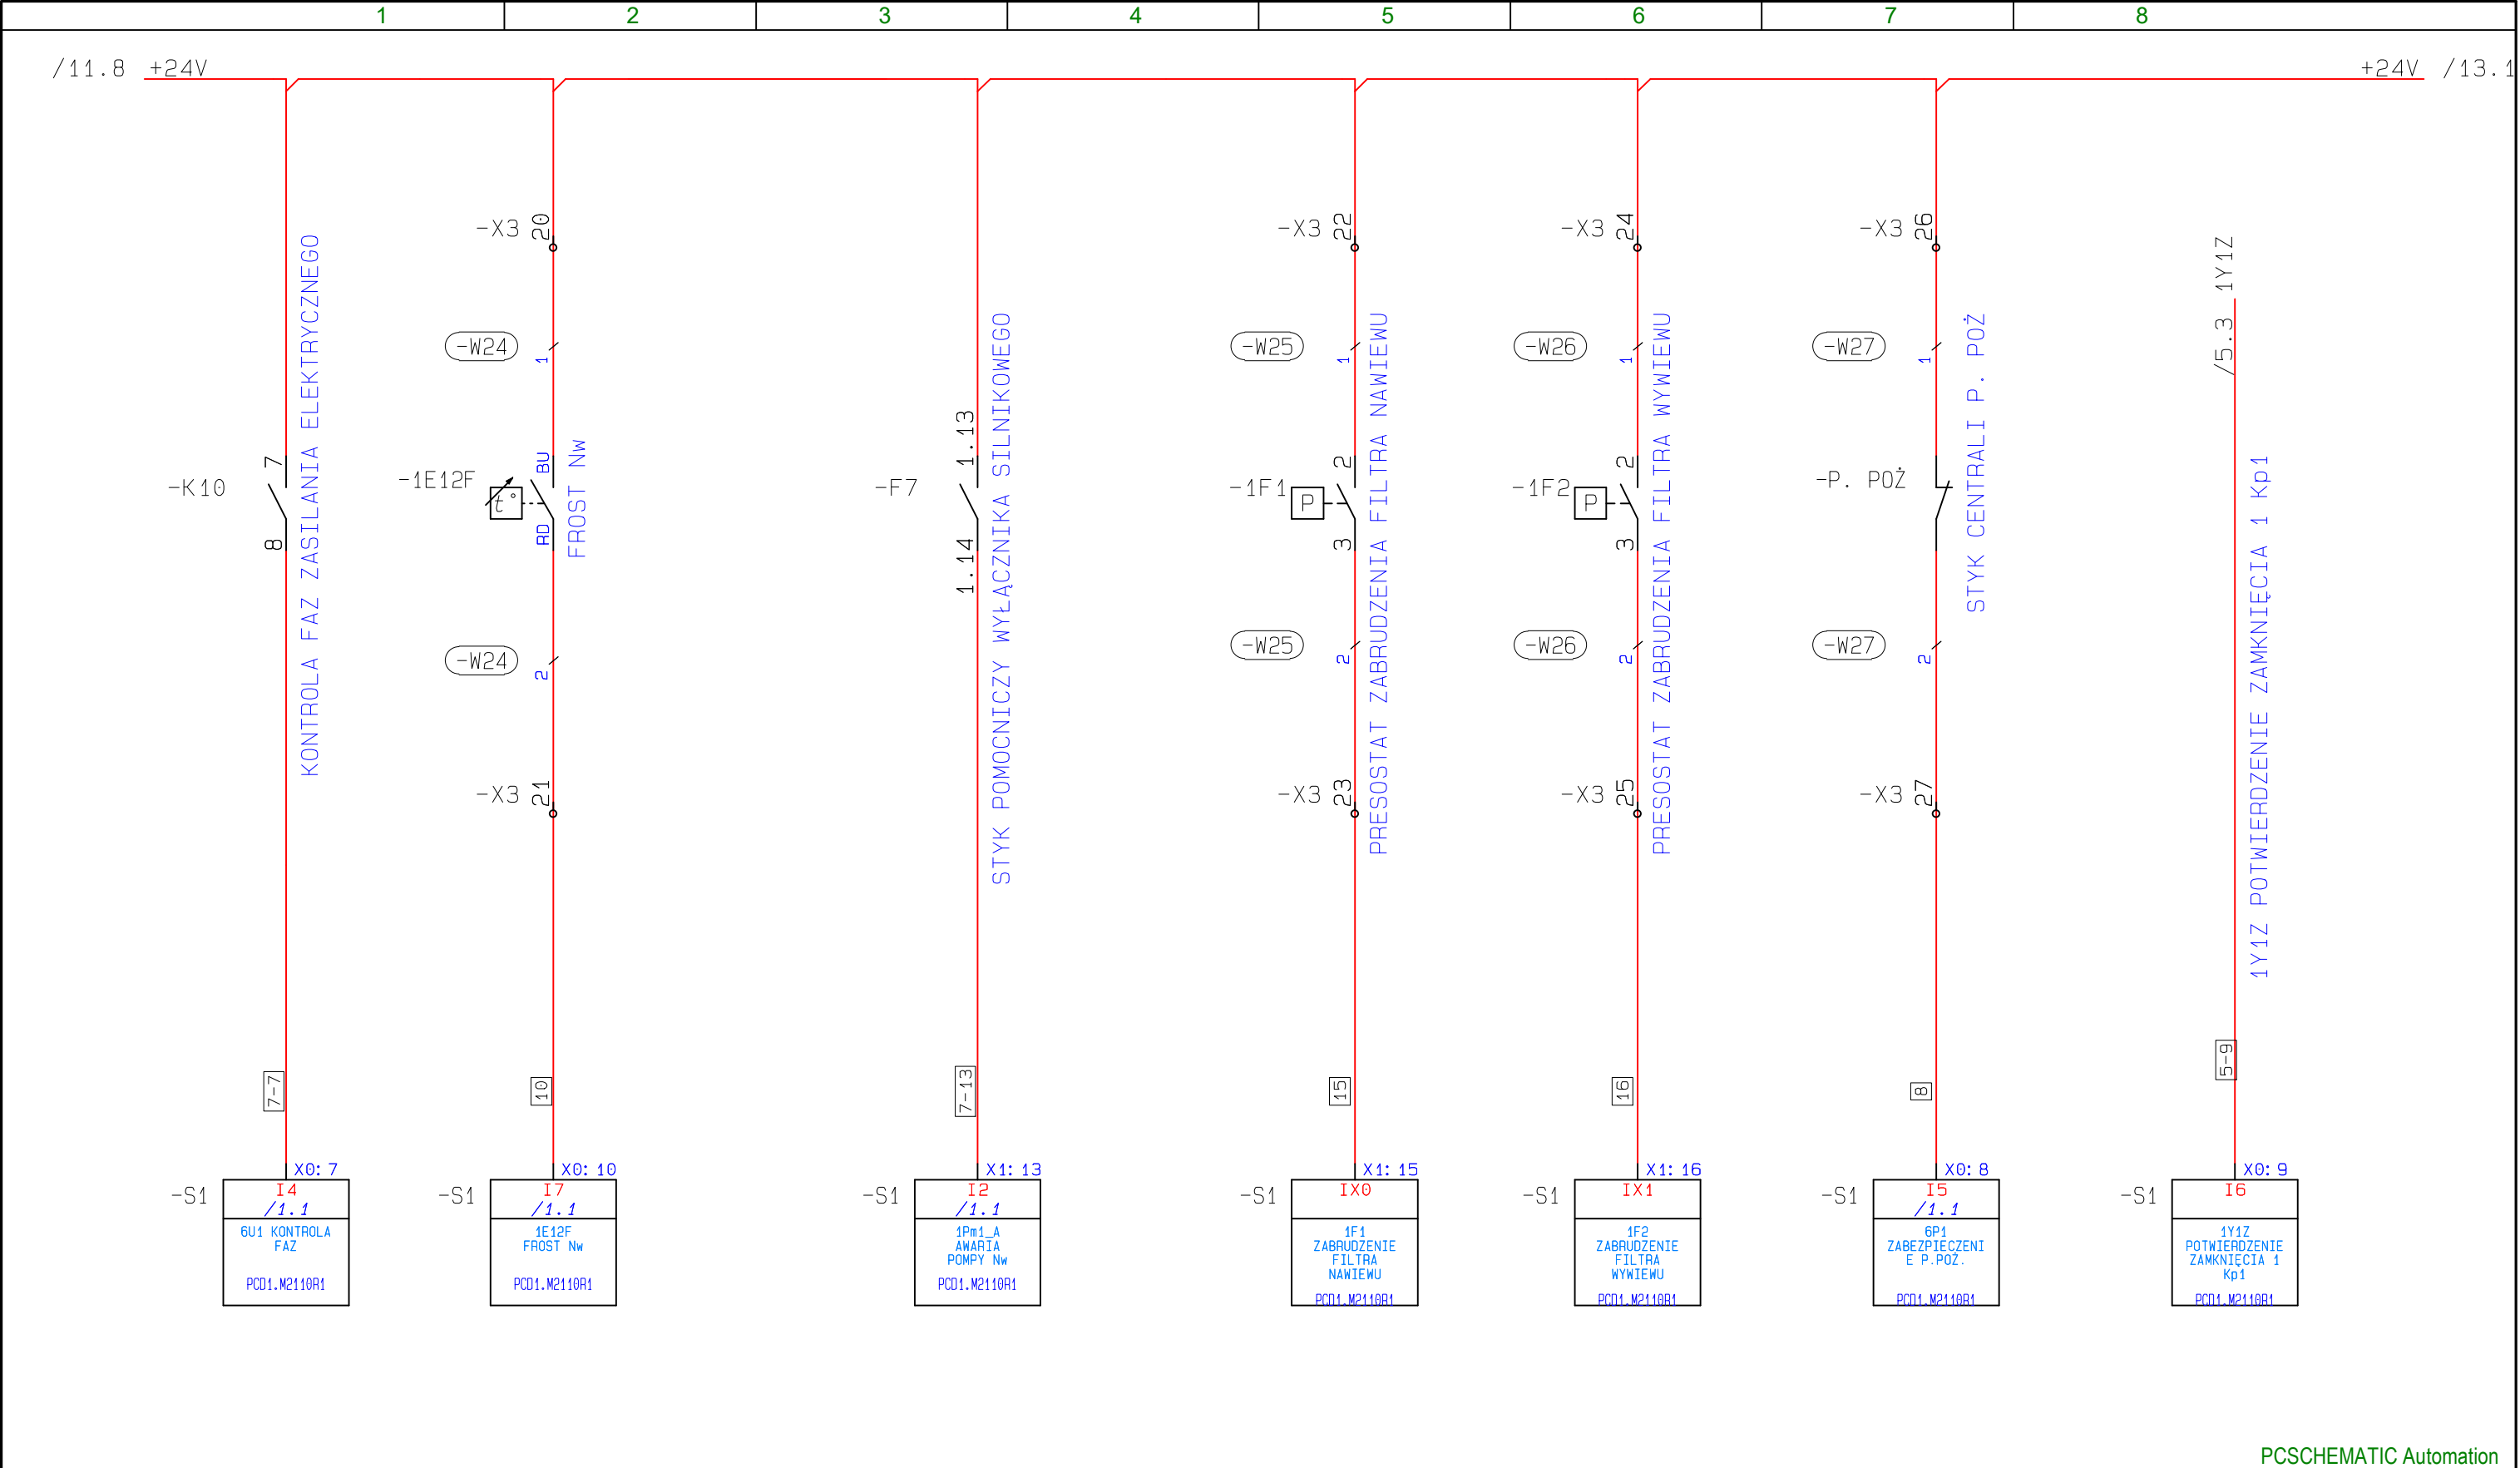 1 2 3 4 5 6 7 8
/11.8 +24V
+24V /13.1
-X3 20
-X3 22
-X3 24
-X3 26
/5.3 1Y1Z
-W24 1
-W25 1
-W26 1
-W27 1
-K10 7 8
KONTROLA FAZ ZASILANIA ELEKTRYCZNEGO
-1E12F t° BU RD
FROST Nw
-F7 1.13 1.14
STYK POMOCNICZY WYŁĄCZNIKA SILNIKOWEGO
-1F1 P 2 3
PRESOSTAT ZABRUDZENIA FILTRA NAWIEWU
-1F2 P 2 3
PRESOSTAT ZABRUDZENIA FILTRA WYWIEWU
-P. POŻ
STYK CENTRALI P. POŻ
1Y1Z POTWIERDZENIE ZAMKNIĘCIA 1 Kp1
-W24 2
-W25 2
-W26 2
-W27 2
-X3 21
-X3 23
-X3 25
-X3 27
7-7
10
7-13
15
16
8
5-9
-S1 X0:7
I4
/1.1
6U1 KONTROLA
FAZ
PCD1.M2110R1
-S1 X0:10
I7
/1.1
1E12F
FROST Nw
PCD1.M2110R1
-S1 X1:13
I2
/1.1
1Pm1_A
AWARIA
POMPY Nw
PCD1.M2110R1
-S1 X1:15
IX0
1F1
ZABRUDZENIE
FILTRA
NAWIEWU
PCD1.M2110R1
-S1 X1:16
IX1
1F2
ZABRUDZENIE
FILTRA
WYWIEWU
PCD1.M2110R1
-S1 X0:8
I5
/1.1
6P1
ZABEZPIECZENI
E P.POŻ.
PCD1.M2110R1
-S1 X0:9
I6
1Y1Z
POTWIERDZENIE
ZAMKNIĘCIA 1
Kp1
PCD1.M2110R1
PCSCHEMATIC Automation